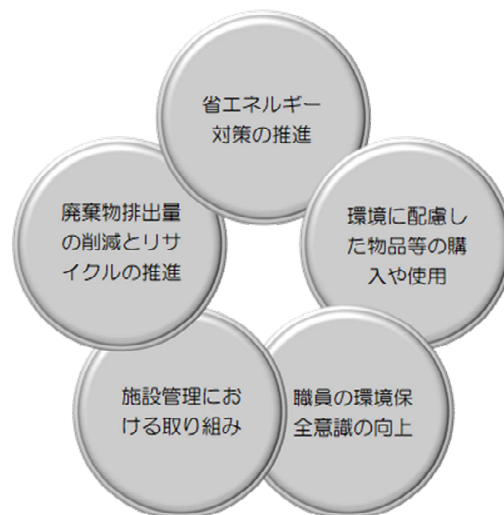 省エネルギー
対策の推進
廃棄物排出量
の削減とリサ
イクルの推進
環境に配慮し
た物品等の購
入や使用
施設管理にお
ける取り組み
職員の環境保
全意識の向上